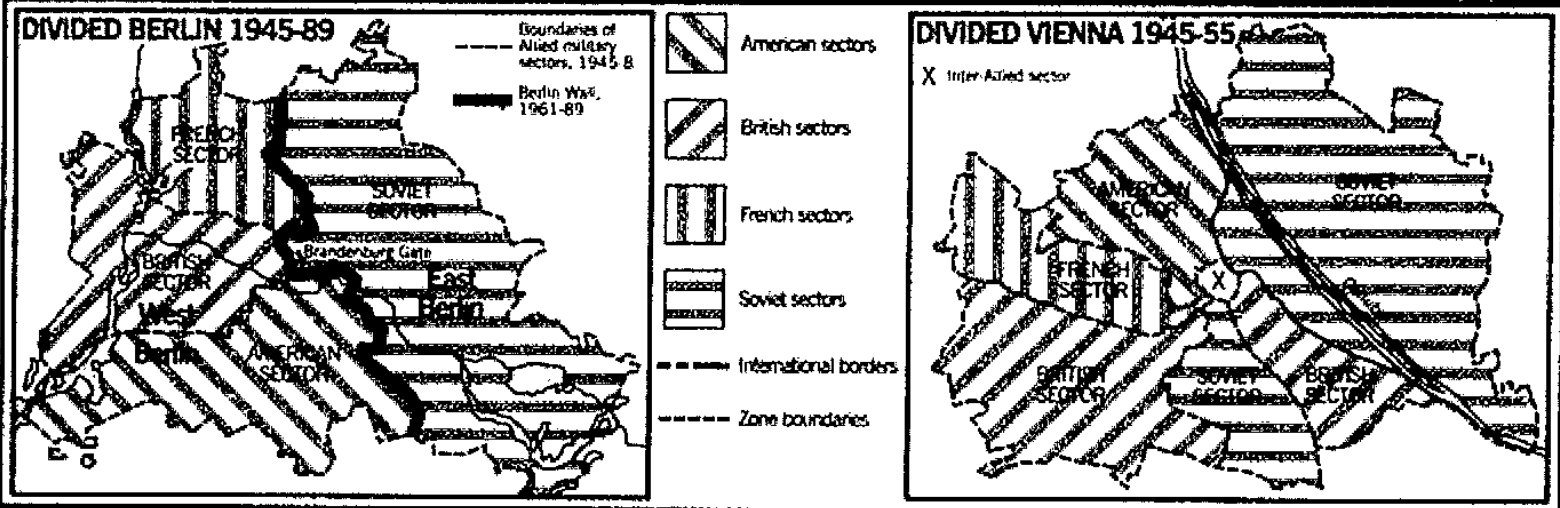 DIVIDED BERLIN 1945-89
Boundaries of
Allied military
sectors, 1945-8
Berlin Wall,
1961-89
FRENCH
SECTOR
SOVIET
SECTOR
Brandenburg Gate
BRITISH
SECTOR
West
Berlin
East
Berlin
AMERICAN
SECTOR
American sectors
British sectors
French sectors
Soviet sectors
International borders
Zone boundaries
DIVIDED VIENNA 1945-55
X Inter-Allied sector
AMERICAN
SECTOR
SOVIET
SECTOR
FRENCH
SECTOR
X
BRITISH
SECTOR
SOVIET
SECTOR
BRITISH
SECTOR